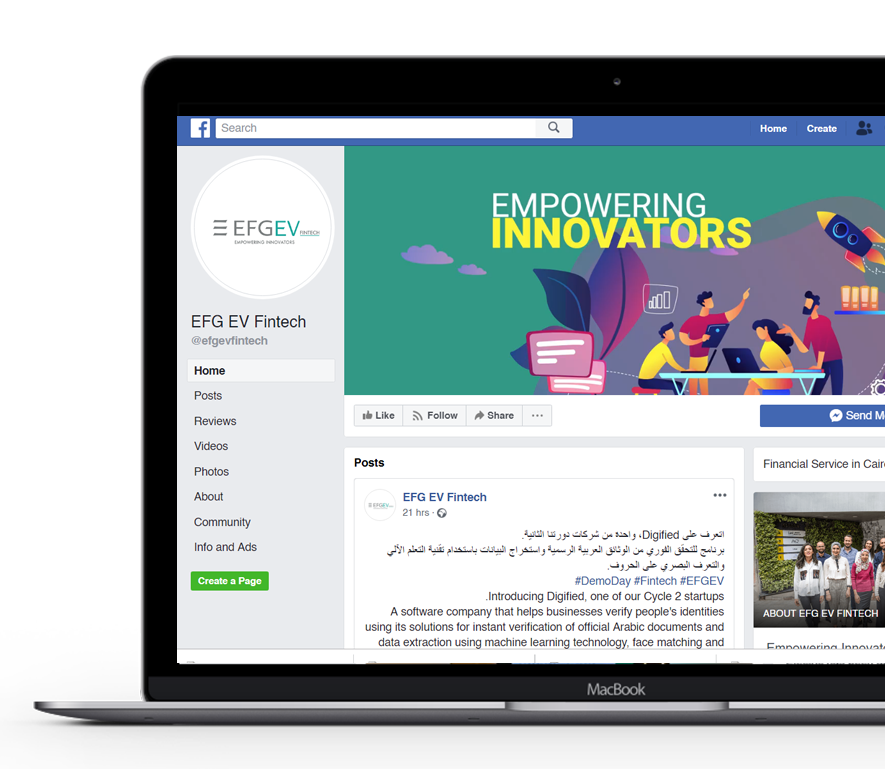 Search
Home
Create
EFGEV FINTECH
EMPOWERING INNOVATORS
EMPOWERING
INNOVATORS
EFG EV Fintech
@efgevfintech
Home
Posts
Reviews
Videos
Photos
About
Community
Info and Ads
Create a Page
Like
Follow
Share
Send M
Posts
EFG EV Fintech
21 hrs
اتعرف على Digified، واحدة من شركات دورتنا الثانية.
برنامج للتحقق الفوري من الوثائق العربية الرسمية واستخراج البيانات باستخدام تقنية التعلم الآلي
والتعرف البصري على الحروف.
#DemoDay #Fintech #EFGEV
.Introducing Digified, one of our Cycle 2 startups
A software company that helps businesses verify people's identities
using its solutions for instant verification of official Arabic documents and
data extraction using machine learning technology, face matching and
Financial Service in Cair
ABOUT EFG EV FINTECH
Empowering Innovat
MacBook